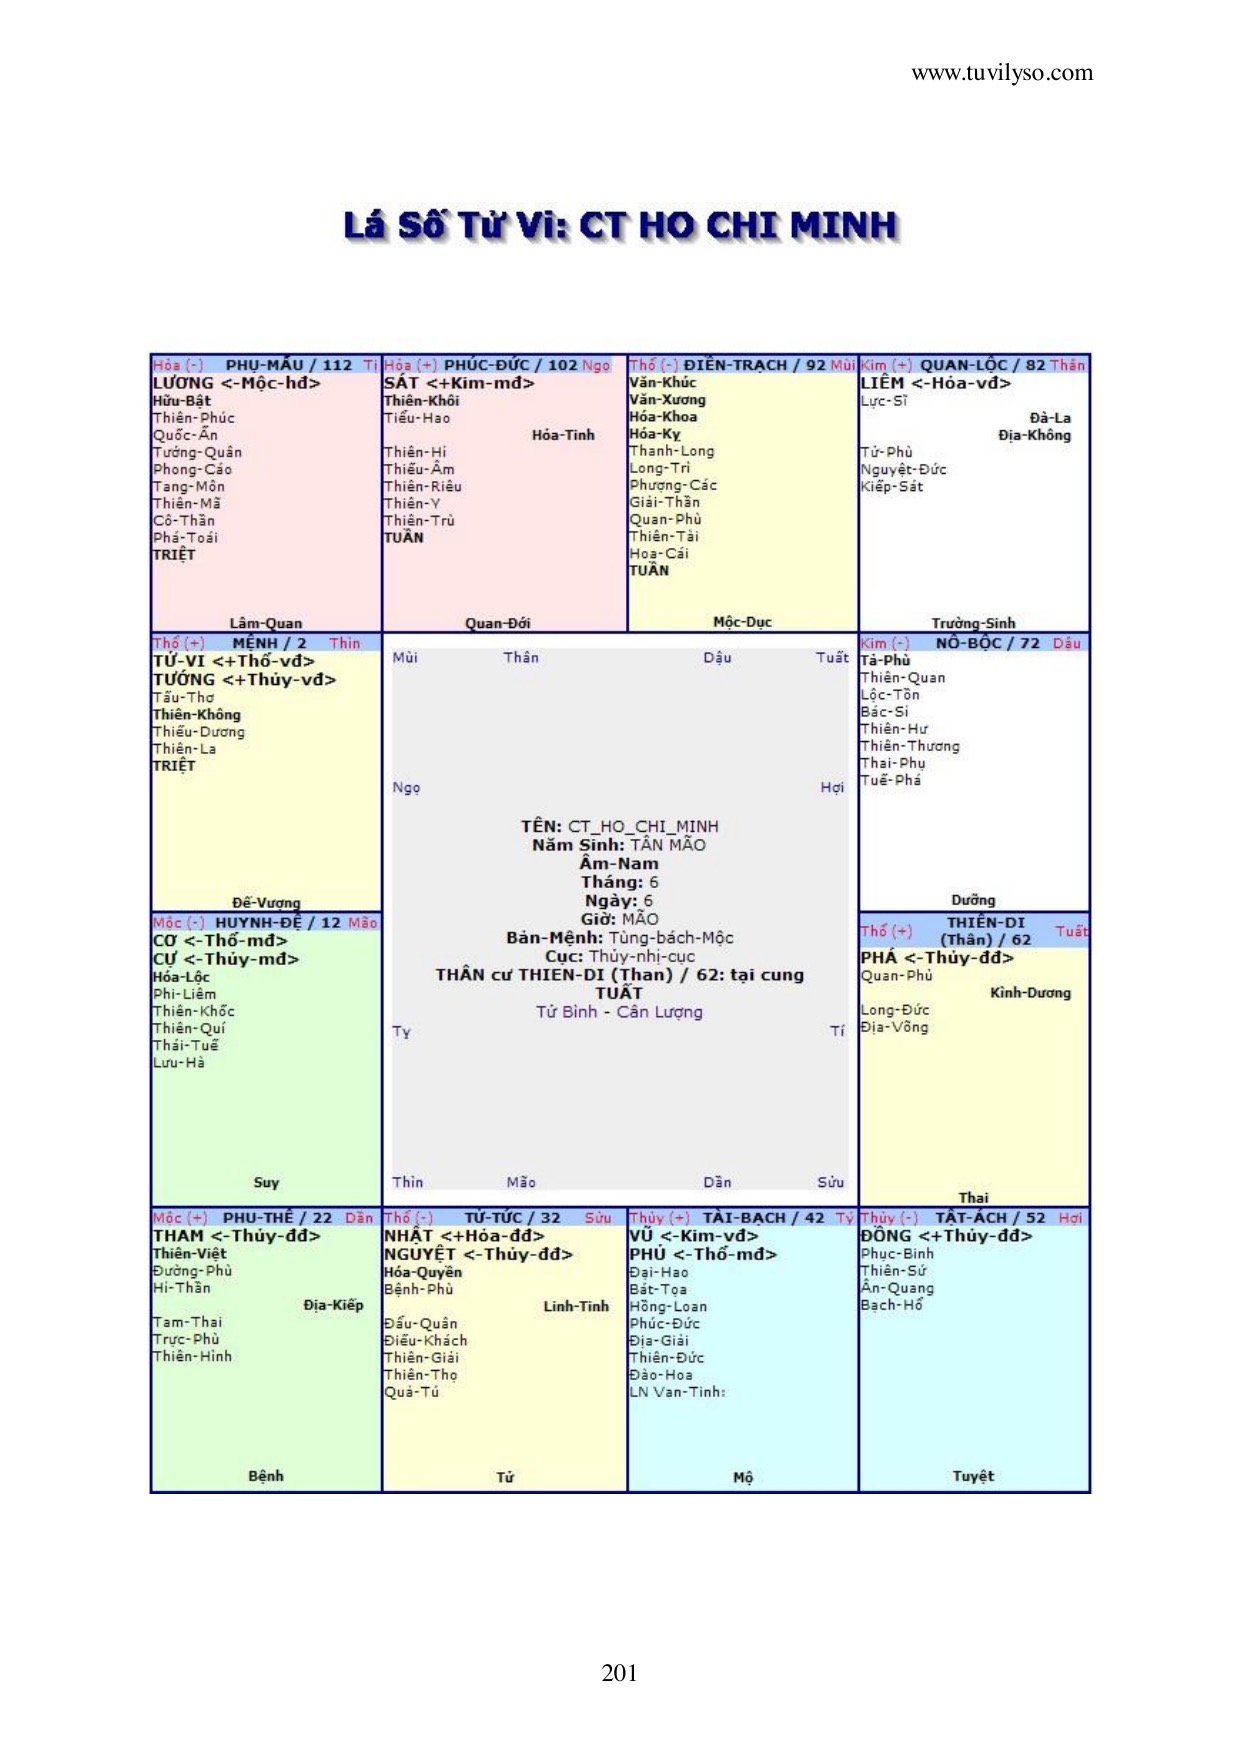 www.tuvilyso.com
Lá Số Tử Vi: CT HO CHI MINH
Hỏa (-) PHỤ-MẪU / 112 Tị
LƯƠNG <-Mộc-hđ>
Hữu-Bật
Thiên-Phúc
Quốc-Ấn
Tướng-Quân
Phong-Cáo
Tang-Môn
Thiên-Mã
Cô-Thần
Phá-Toái
TRIỆT
Lâm-Quan
Hỏa (+) PHÚC-ĐỨC / 102 Ngọ
SÁT <+Kim-mđ>
Thiên-Khôi
Tiểu-Hao
Hỏa-Tinh
Thiên-Hỉ
Thiếu-Âm
Thiên-Riêu
Thiên-Y
Thiên-Trù
TUẦN
Quan-Đới
Thổ (-) ĐIỀN-TRẠCH / 92 Mùi
Văn-Khúc
Văn-Xương
Hóa-Khoa
Hóa-Kỵ
Thanh-Long
Long-Trì
Phượng-Các
Giải-Thần
Quan-Phù
Thiên-Tài
Hoa-Cái
TUẦN
Mộc-Dục
Kim (+) QUAN-LỘC / 82 Thân
LIÊM <-Hỏa-vđ>
Lực-Sĩ
Đà-La
Địa-Không
Tử-Phù
Nguyệt-Đức
Kiếp-Sát
Trường-Sinh
Thổ (+) MỆNH / 2 Thìn
TỬ-VI <+Thổ-vđ>
TƯỚNG <+Thủy-vđ>
Tấu-Thơ
Thiên-Không
Thiếu-Dương
Thiên-La
TRIỆT
Đế-Vượng
Mùi Thân Dậu Tuất
Ngọ Hợi
TÊN: CT_HO_CHI_MINH
Năm Sinh: TÂN MÃO
Âm-Nam
Tháng: 6
Ngày: 6
Giờ: MÃO
Bản-Mệnh: Tùng-bách-Mộc
Cục: Thủy-nhị-cục
THÂN cư THIEN-DI (Than) / 62: tại cung
TUẤT
Tứ Bình - Cân Lượng
Tỵ Tí
Thìn Mão Dần Sửu
Kim (-) NÔ-BỘC / 72 Dậu
Tả-Phù
Thiên-Quan
Lộc-Tồn
Bác-Sỉ
Thiên-Hư
Thiên-Thương
Thai-Phụ
Tuế-Phá
Dưỡng
Mộc (-) HUYNH-ĐỆ / 12 Mão
CƠ <-Thổ-mđ>
CỰ <-Thủy-mđ>
Hóa-Lộc
Phi-Liêm
Thiên-Khốc
Thiên-Quí
Thái-Tuế
Lưu-Hà
Suy
Thổ (+) THIÊN-DI (Thân) / 62 Tuất
PHÁ <-Thủy-đđ>
Quan-Phủ
Kình-Dương
Long-Đức
Địa-Võng
Thai
Mộc (+) PHU-THÊ / 22 Dần
THAM <-Thủy-đđ>
Thiên-Việt
Đường-Phù
Hỉ-Thần
Địa-Kiếp
Tam-Thai
Trực-Phù
Thiên-Hình
Bệnh
Thổ (-) TỬ-TỨC / 32 Sửu
NHẬT <+Hỏa-đđ>
NGUYỆT <-Thủy-đđ>
Hóa-Quyền
Bệnh-Phù
Linh-Tinh
Đẩu-Quân
Điếu-Khách
Thiên-Giải
Thiên-Thọ
Quả-Tú
Tử
Thủy (+) TÀI-BẠCH / 42 Tý
VŨ <-Kim-vđ>
PHỦ <-Thổ-mđ>
Đại-Hao
Bát-Tọa
Hồng-Loan
Phúc-Đức
Địa-Giải
Thiên-Đức
Đào-Hoa
LN Van-Tinh:
Mộ
Thủy (-) TẬT-ÁCH / 52 Hợi
ĐỒNG <+Thủy-đđ>
Phục-Binh
Thiên-Sứ
Ân-Quang
Bạch-Hổ
Tuyệt
201